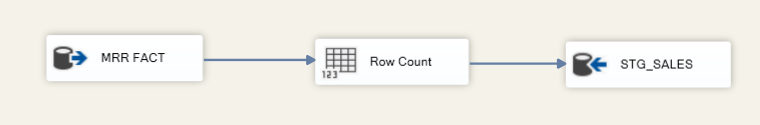 MRR FACT
123
Row Count
STG_SALES